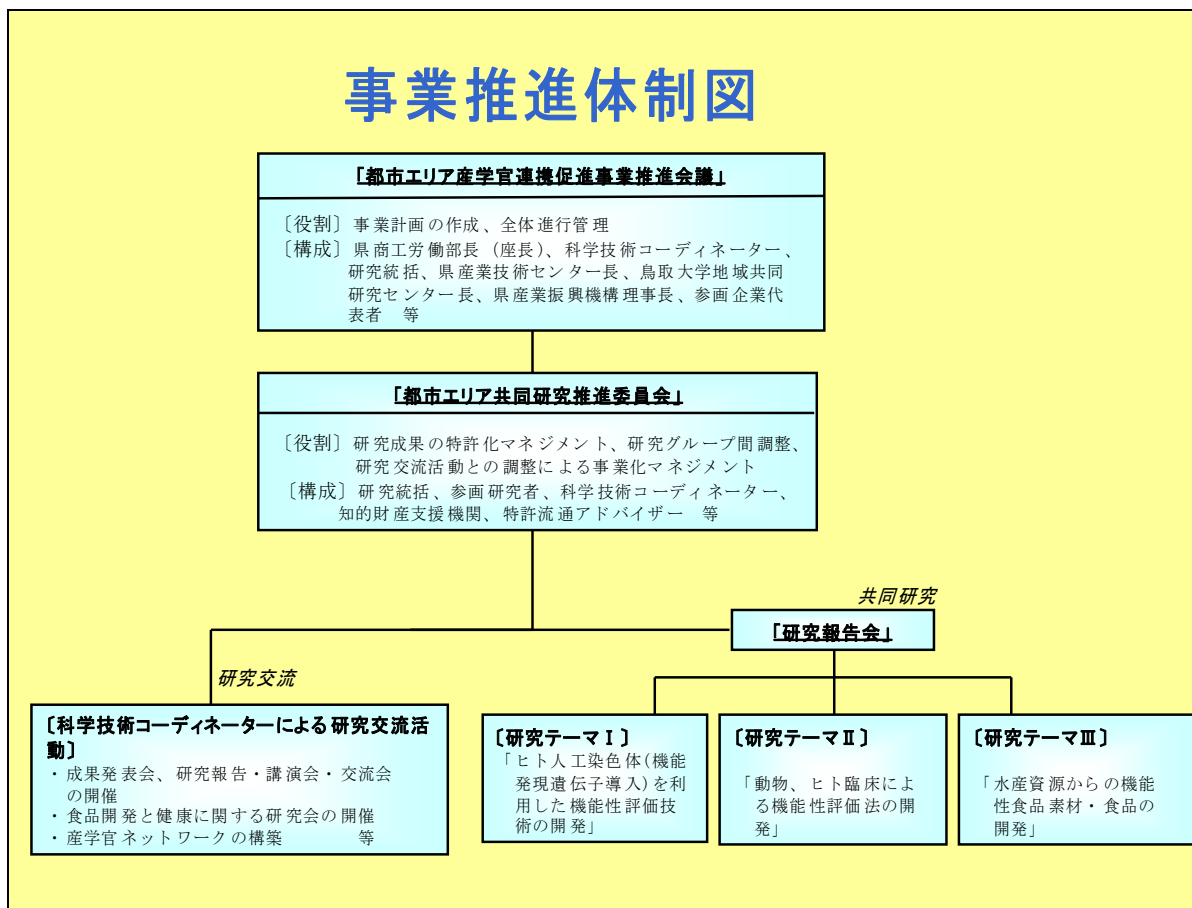 事業推進体制図
「都市エリア産学官連携促進事業推進会議」
〔役割〕事業計画の作成、全体進行管理
〔構成〕県商工労働部長（座長）、科学技術コーディネーター、
研究統括、県産業技術センター長、鳥取大学地域共同
研究センター長、県産業振興機構理事長、参画企業代
表者　等
「都市エリア共同研究推進委員会」
〔役割〕研究成果の特許化マネジメント、研究グループ間調整、
研究交流活動との調整による事業化マネジメント
〔構成〕研究統括、参画研究者、科学技術コーディネーター、
知的財産支援機関、特許流通アドバイザー　等
共同研究
「研究報告会」
研究交流
〔科学技術コーディネーターによる研究交流活
動〕
・成果発表会、研究報告・講演会・交流会
の開催
・食品開発と健康に関する研究会の開催
・産学官ネットワークの構築　　　等
〔研究テーマⅠ〕
「ヒト人工染色体(機能
発現遺伝子導入)を利
用した機能性評価技
術の開発」
〔研究テーマⅡ〕
「動物、ヒト臨床によ
る機能性評価法の開
発」
〔研究テーマⅢ〕
「水産資源からの機能
性食品素材・食品の
開発」